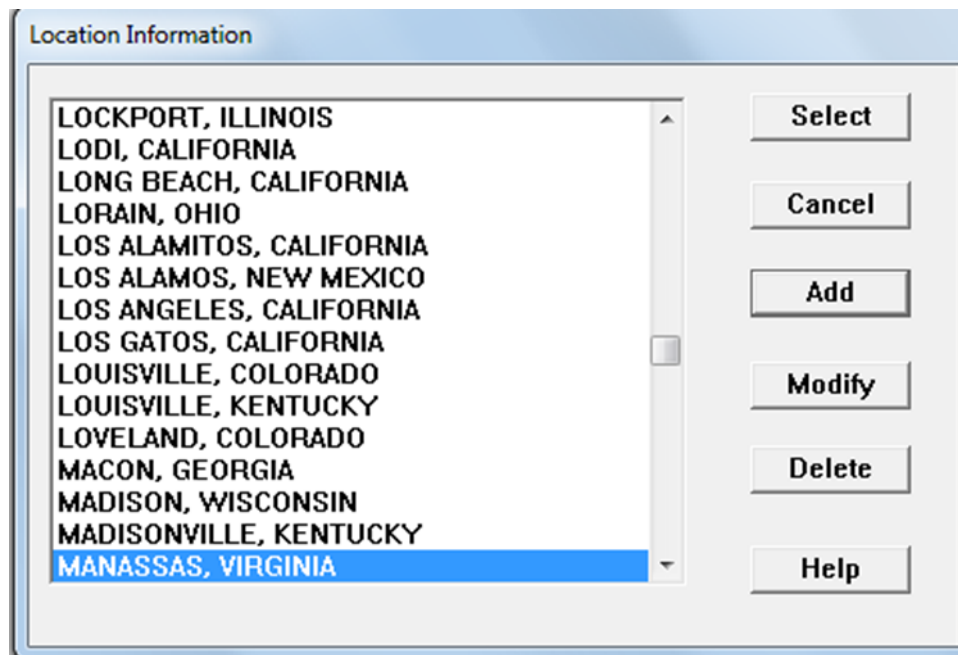 Location Information
LOCKPORT, ILLINOIS
LODI, CALIFORNIA
LONG BEACH, CALIFORNIA
LORAIN, OHIO
LOS ALAMITOS, CALIFORNIA
LOS ALAMOS, NEW MEXICO
LOS ANGELES, CALIFORNIA
LOS GATOS, CALIFORNIA
LOUISVILLE, COLORADO
LOUISVILLE, KENTUCKY
LOVELAND, COLORADO
MACON, GEORGIA
MADISON, WISCONSIN
MADISONVILLE, KENTUCKY
MANASSAS, VIRGINIA
Select
Cancel
Add
Modify
Delete
Help